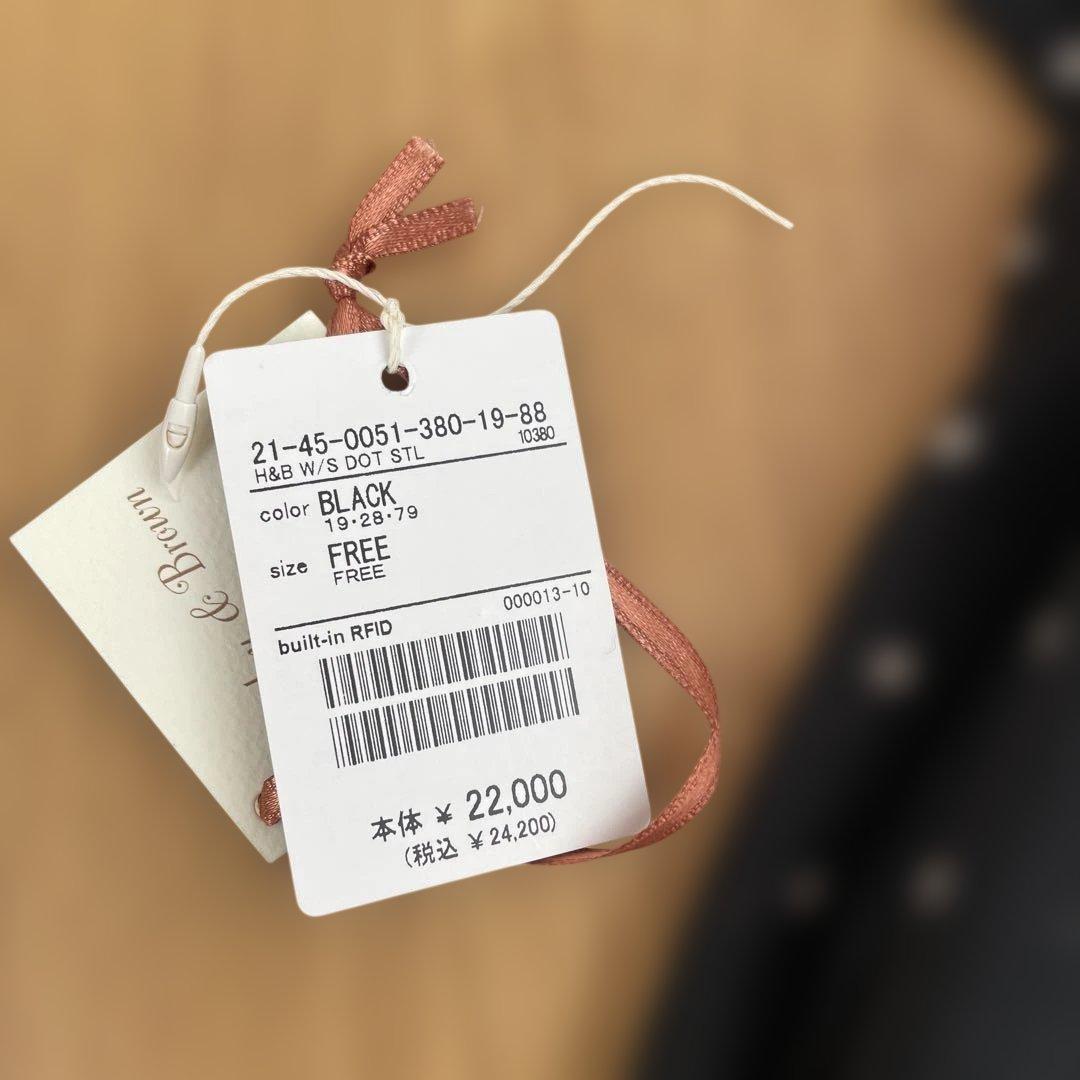 21-45-0051-380-19-88
H&B W/S DOT STL 10380
color BLACK
19・28・79
size FREE
FREE
000013-10
built-in RFID
本体 ¥ 22,000
(税込 ¥24,200)
& Brown
D